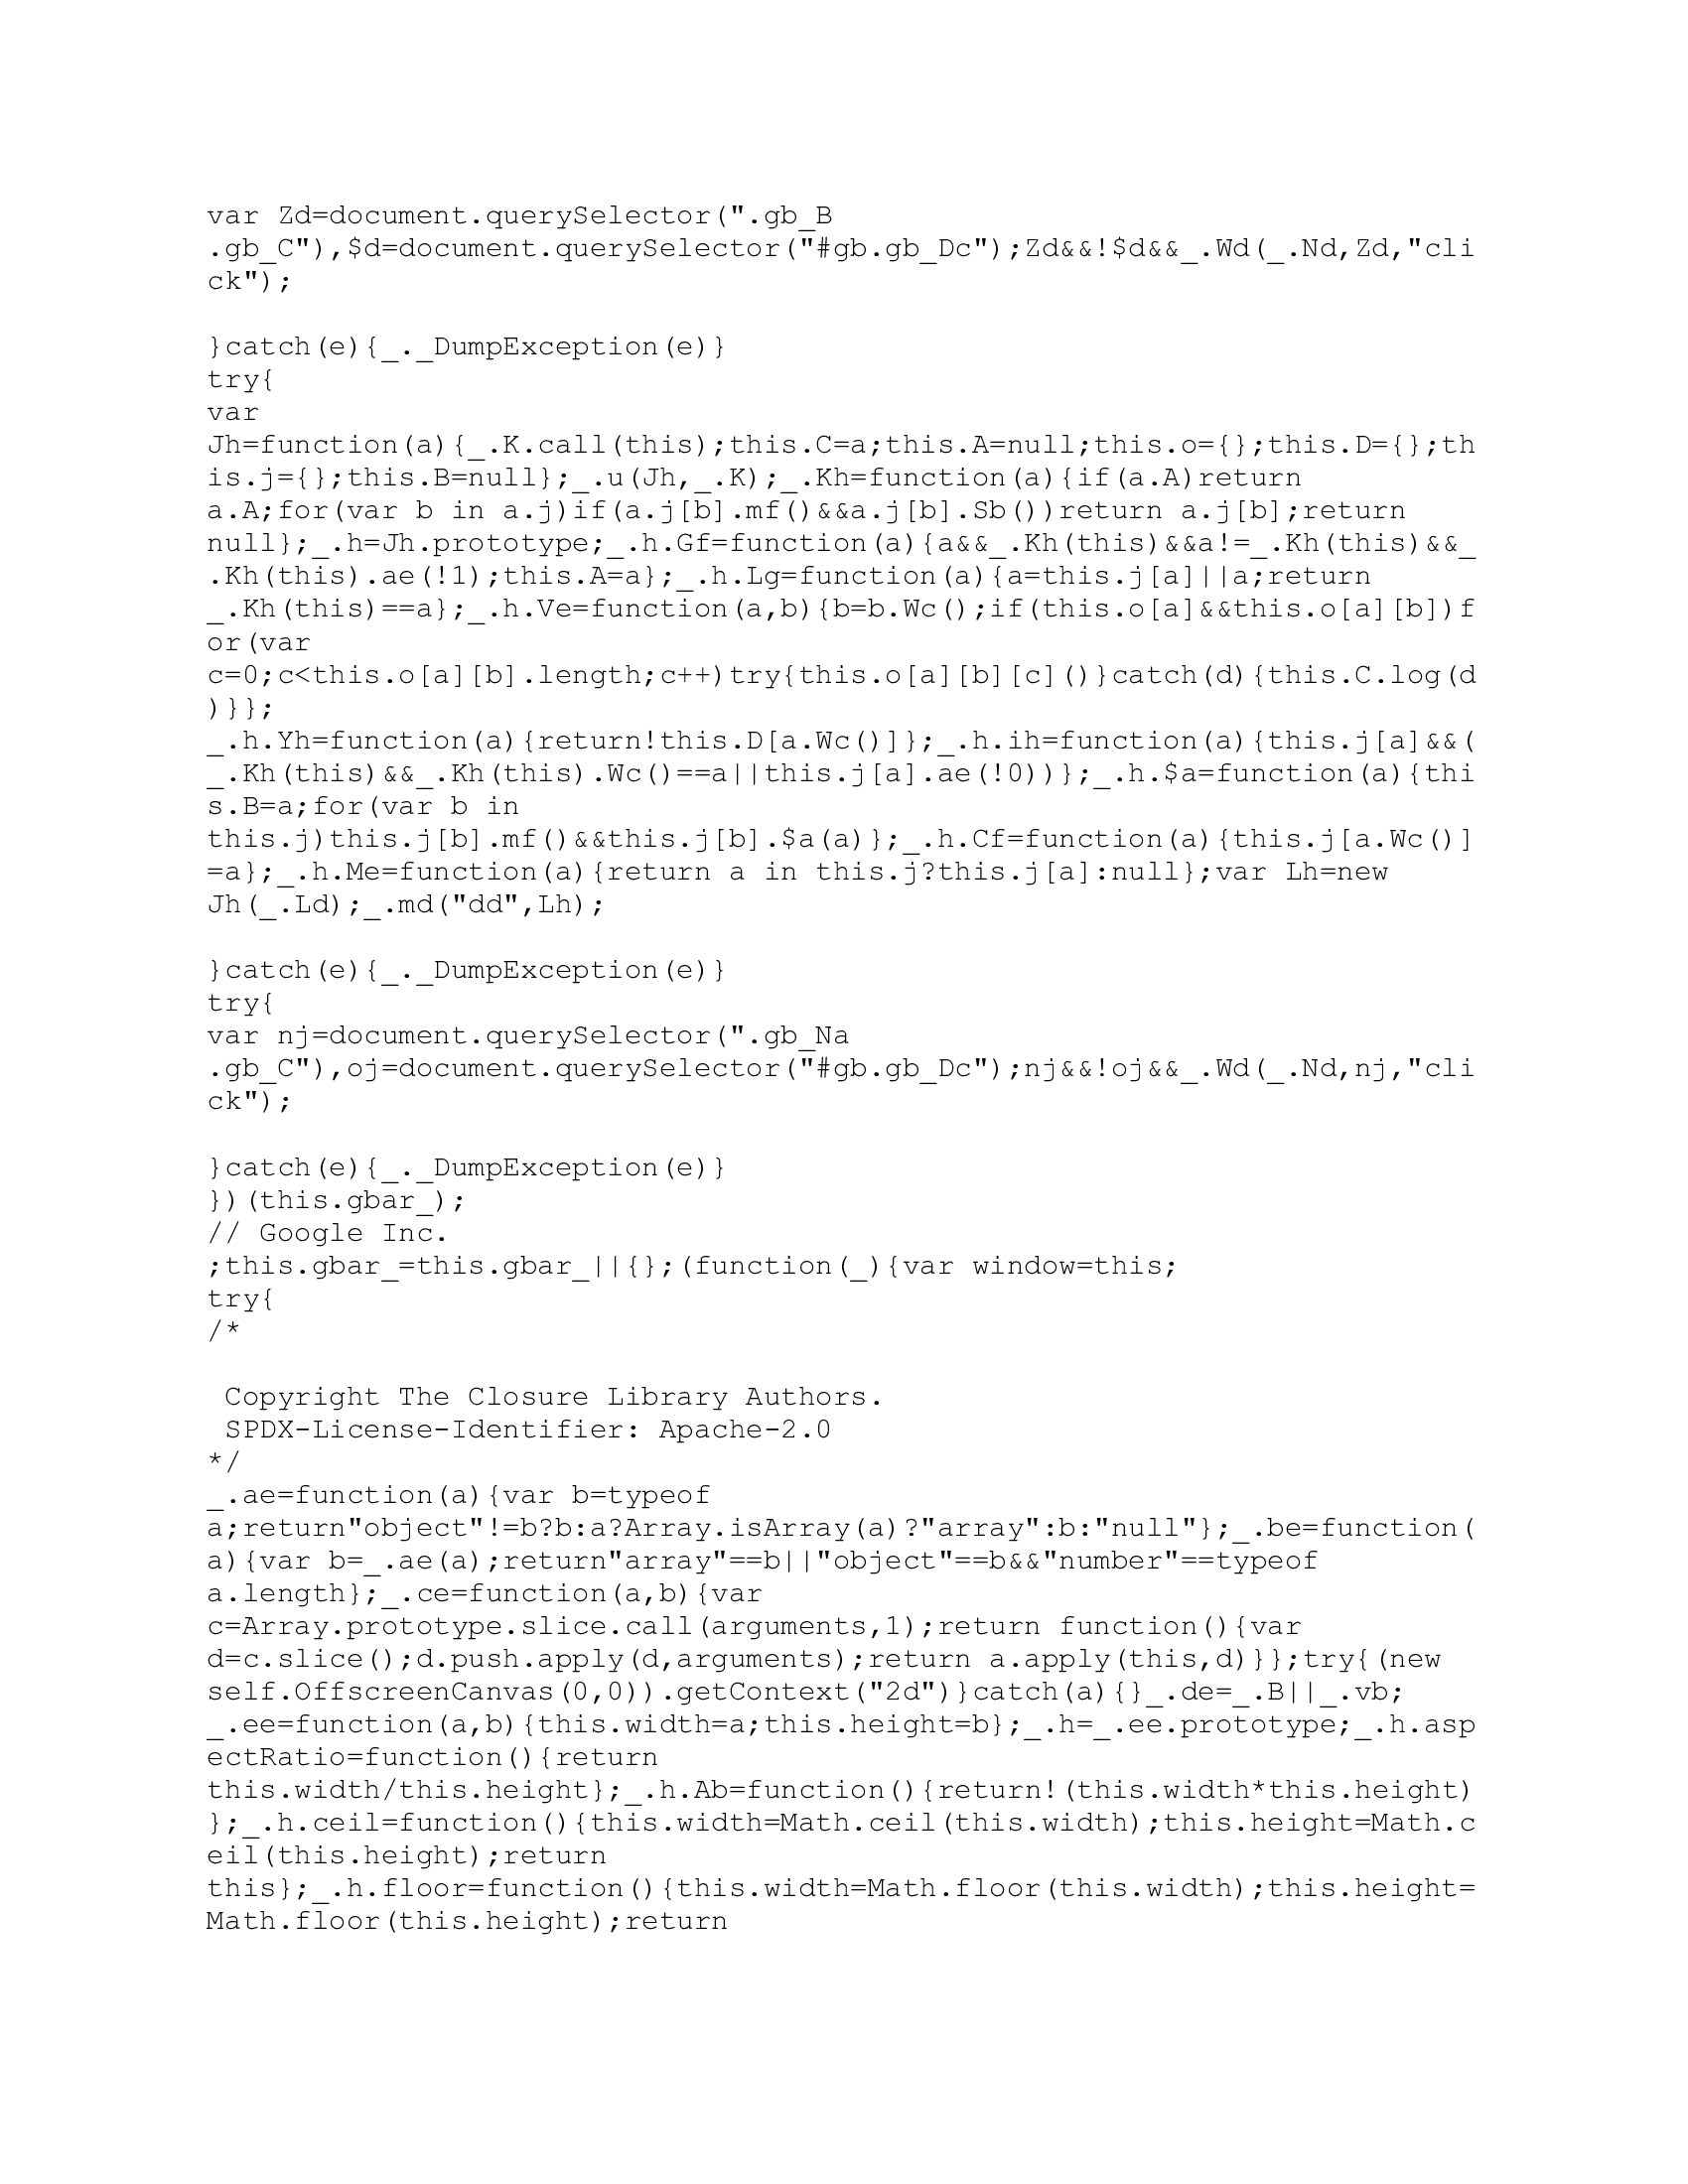 var Zd=document.querySelector(".gb_B
.gb_C"),$d=document.querySelector("#gb.gb_Dc");Zd&&!$d&&_.Wd(_.Nd,Zd,"cli
ck");

}catch(e){_._DumpException(e)}
try{
var
Jh=function(a){_.K.call(this);this.C=a;this.A=null;this.o={};this.D={};th
is.j={};this.B=null};_.u(Jh,_.K);_.Kh=function(a){if(a.A)return
a.A;for(var b in a.j)if(a.j[b].mf()&&a.j[b].Sb())return a.j[b];return
null};_.h=Jh.prototype;_.h.Gf=function(a){a&&_.Kh(this)&&a!=_.Kh(this)&&_
.Kh(this).ae(!1);this.A=a};_.h.Lg=function(a){a=this.j[a]||a;return
_.Kh(this)==a};_.h.Ve=function(a,b){b=b.Wc();if(this.o[a]&&this.o[a][b])f
or(var
c=0;c<this.o[a][b].length;c++)try{this.o[a][b][c]()}catch(d){this.C.log(d
)}};
_.h.Yh=function(a){return!this.D[a.Wc()]};_.h.ih=function(a){this.j[a]&&(
_.Kh(this)&&_.Kh(this).Wc()==a||this.j[a].ae(!0))};_.h.$a=function(a){thi
s.B=a;for(var b in
this.j)this.j[b].mf()&&this.j[b].$a(a)};_.h.Cf=function(a){this.j[a.Wc()]
=a};_.h.Me=function(a){return a in this.j?this.j[a]:null};var Lh=new
Jh(_.Ld);_.md("dd",Lh);

}catch(e){_._DumpException(e)}
try{
var nj=document.querySelector(".gb_Na
.gb_C"),oj=document.querySelector("#gb.gb_Dc");nj&&!oj&&_.Wd(_.Nd,nj,"cli
ck");

}catch(e){_._DumpException(e)}
})(this.gbar_);
// Google Inc.
;this.gbar_=this.gbar_||{};(function(_){var window=this;
try{
/*

 Copyright The Closure Library Authors.
 SPDX-License-Identifier: Apache-2.0
*/
_.ae=function(a){var b=typeof
a;return"object"!=b?b:a?Array.isArray(a)?"array":b:"null"};_.be=function(
a){var b=_.ae(a);return"array"==b||"object"==b&&"number"==typeof
a.length};_.ce=function(a,b){var
c=Array.prototype.slice.call(arguments,1);return function(){var
d=c.slice();d.push.apply(d,arguments);return a.apply(this,d)}};try{(new
self.OffscreenCanvas(0,0)).getContext("2d")}catch(a){}_.de=_.B||_.vb;
_.ee=function(a,b){this.width=a;this.height=b};_.h=_.ee.prototype;_.h.asp
ectRatio=function(){return
this.width/this.height};_.h.Ab=function(){return!(this.width*this.height)
};_.h.ceil=function(){this.width=Math.ceil(this.width);this.height=Math.c
eil(this.height);return
this};_.h.floor=function(){this.width=Math.floor(this.width);this.height=
Math.floor(this.height);return